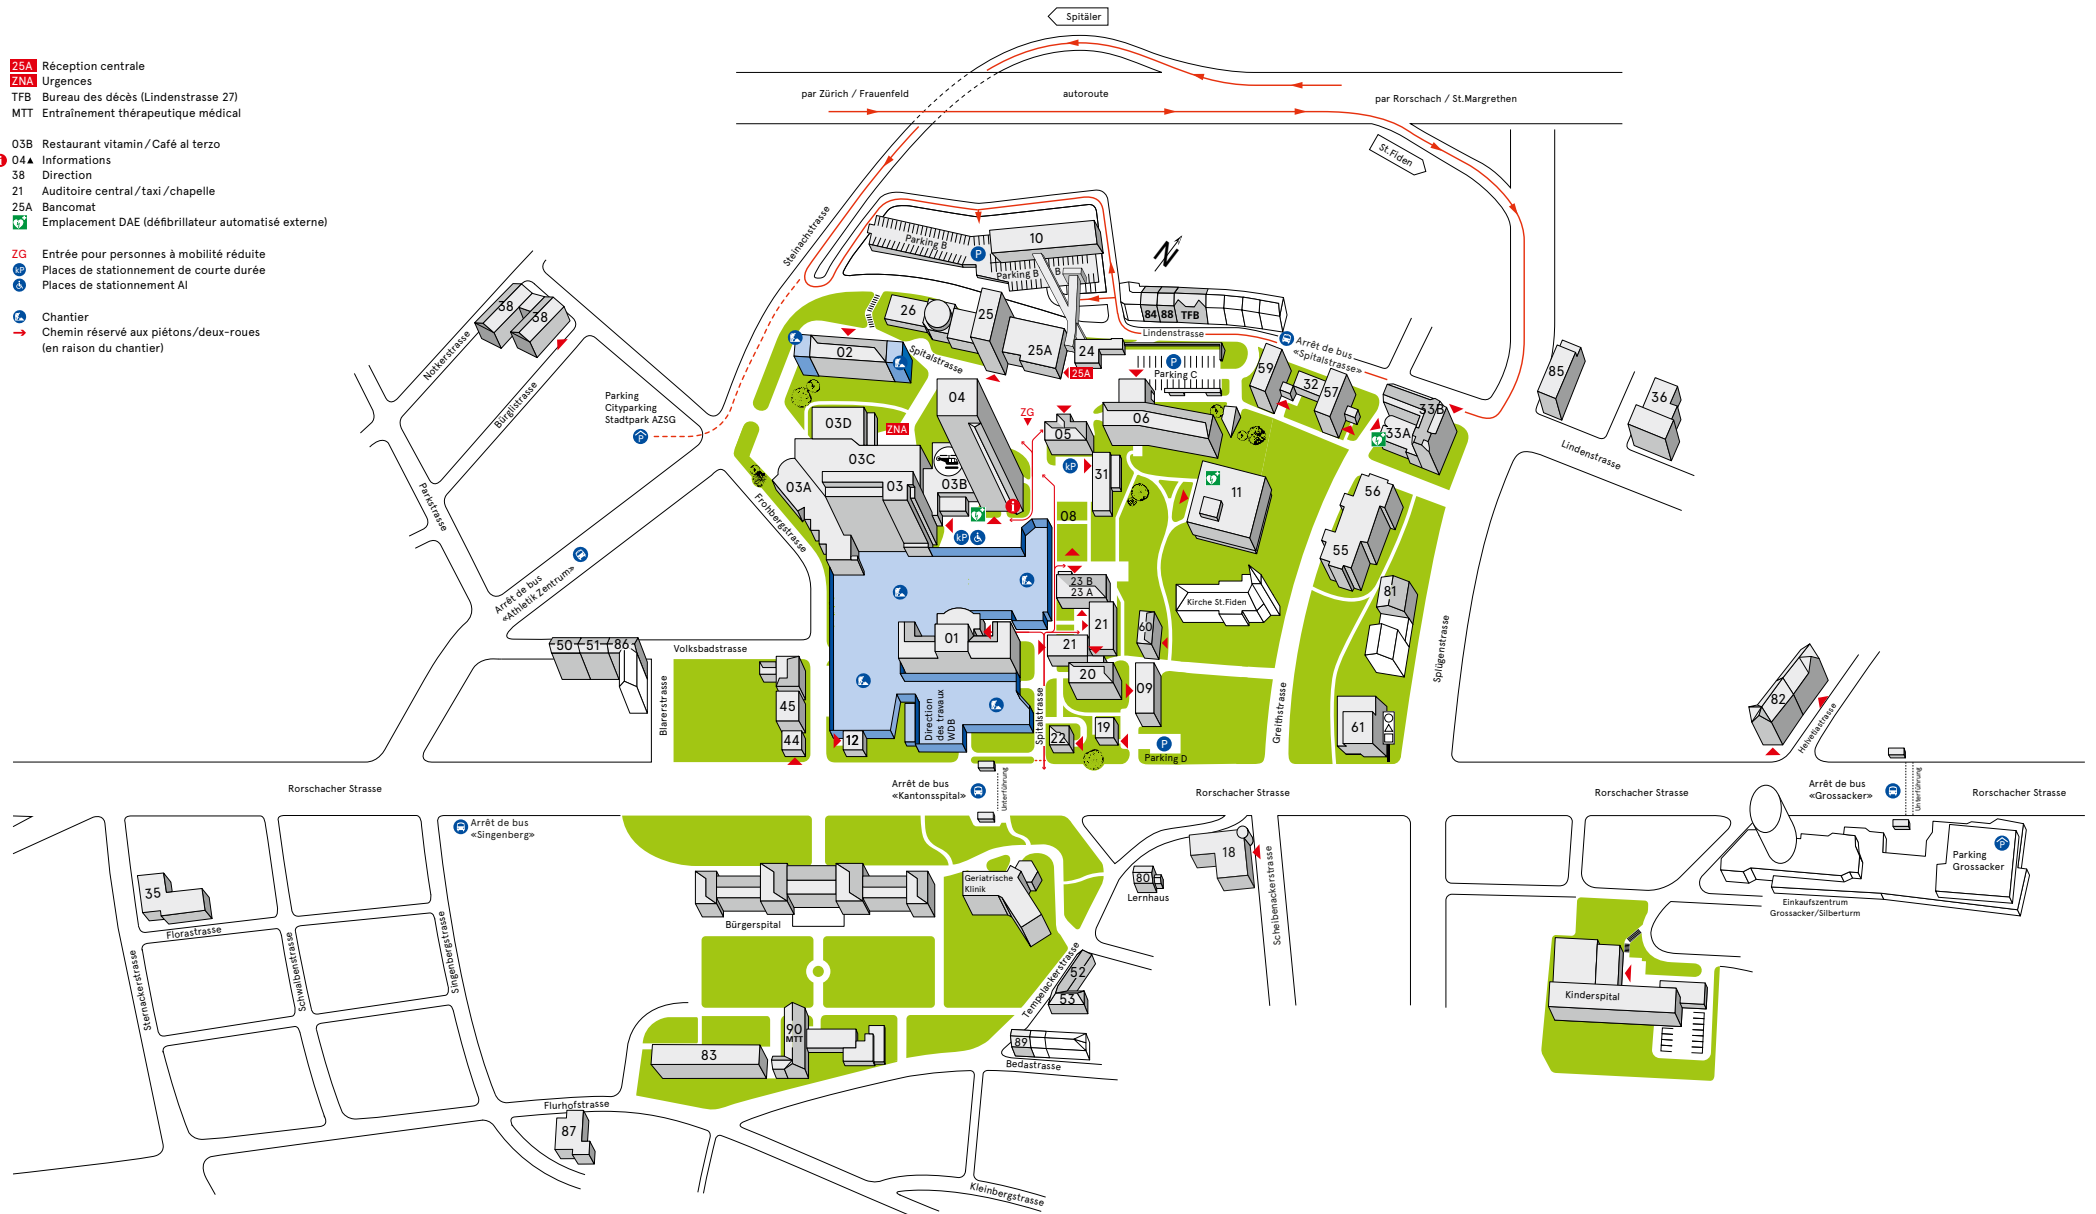 Spitäler
25A Réception centrale
ZNA Urgences
TFB Bureau des décès (Lindenstrasse 27)
MTT Entraînement thérapeutique médical
03B Restaurant vitamin/Café al terzo
i 04▲ Informations
38 Direction
21 Auditoire central/taxi/chapelle
25A Bancomat
Emplacement DAE (défibrillateur automatisé externe)
ZG Entrée pour personnes à mobilité réduite
kP Places de stationnement de courte durée
Places de stationnement AI
Chantier
→ Chemin réservé aux piétons/deux-roues
(en raison du chantier)
par Zürich / Frauenfeld
autoroute
par Rorschach / St.Margrethen
St.Fiden
Steinachstrasse
Parking B
P
10
Parking B
B
N
38
38
Notkerstrasse
Bürglistrasse
26
25
25A
24
25A
84 88 TFB
Lindenstrasse
Arrêt de bus
«Spitalstrasse»
02
Spitalstrasse
P
Parking C
59
32
57
33B
33A
85
36
Lindenstrasse
Parking
Cityparking
Stadtpark AZSG
P
03D
ZNA
04
ZG
05
06
03C
03A
03
03B
kP
31
11
i
kP
08
56
55
Parkstrasse
Frohbergstrasse
Arrêt de bus
«Athletik Zentrum»
23 B
23 A
Kirche St.Fiden
81
50 51 86
Volksbadstrasse
01
21
21
60
20
09
Blarerstrasse
45
44
12
Direction
des travaux
WDB
Spitalstrasse
22
19
P
Parking D
Greithstrasse
61
Splügenstrasse
82
Helvetiastrasse
Rorschacher Strasse
Arrêt de bus
«Kantonsspital»
Unterführung
Rorschacher Strasse
Rorschacher Strasse
Arrêt de bus
«Grossacker»
Unterführung
Rorschacher Strasse
Arrêt de bus
«Singenberg»
35
Florastrasse
Sternackerstrasse
Schwalbenstrasse
Singenbergstrasse
Bürgerspital
Geriatrische
Klinik
80
Lernhaus
18
Scheibenackerstrasse
P
Parking
Grossacker
Einkaufszentrum
Grossacker/Silberturm
Tempelackerstrasse
52
53
89
Bedastrasse
Kinderspital
83
90
MTT
Flurhofstrasse
87
Kleinbergstrasse